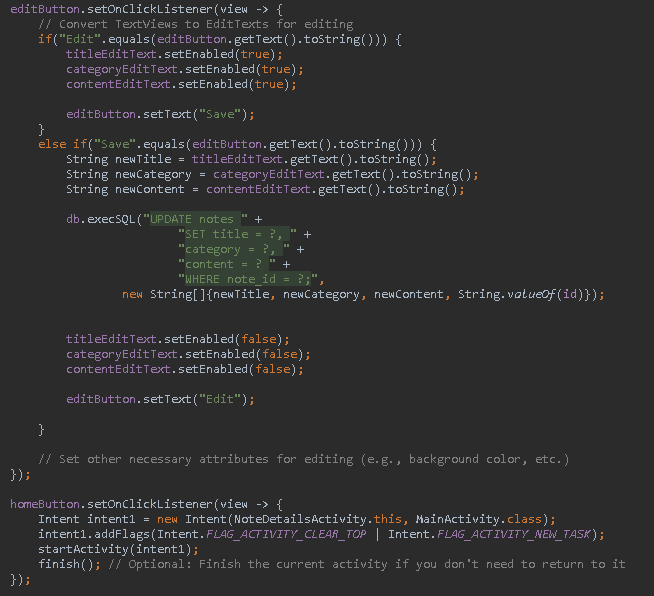 editButton.setOnClickListener(view -> {
    // Convert TextViews to EditTexts for editing
    if("Edit".equals(editButton.getText().toString())) {
        titleEditText.setEnabled(true);
        categoryEditText.setEnabled(true);
        contentEditText.setEnabled(true);

        editButton.setText("Save");
    }
    else if("Save".equals(editButton.getText().toString())) {
        String newTitle = titleEditText.getText().toString();
        String newCategory = categoryEditText.getText().toString();
        String newContent = contentEditText.getText().toString();

        db.execSQL("UPDATE notes " +
                        "SET title = ?, " +
                        "category = ?, " +
                        "content = ? " +
                        "WHERE note_id = ?;",
                new String[]{newTitle, newCategory, newContent, String.valueOf(id)});


        titleEditText.setEnabled(false);
        categoryEditText.setEnabled(false);
        contentEditText.setEnabled(false);

        editButton.setText("Edit");

    }

    // Set other necessary attributes for editing (e.g., background color, etc.)
});

homeButton.setOnClickListener(view -> {
    Intent intent1 = new Intent(NoteDetailsActivity.this, MainActivity.class);
    intent1.addFlags(Intent.FLAG_ACTIVITY_CLEAR_TOP | Intent.FLAG_ACTIVITY_NEW_TASK);
    startActivity(intent1);
    finish(); // Optional: Finish the current activity if you don't need to return to it
});